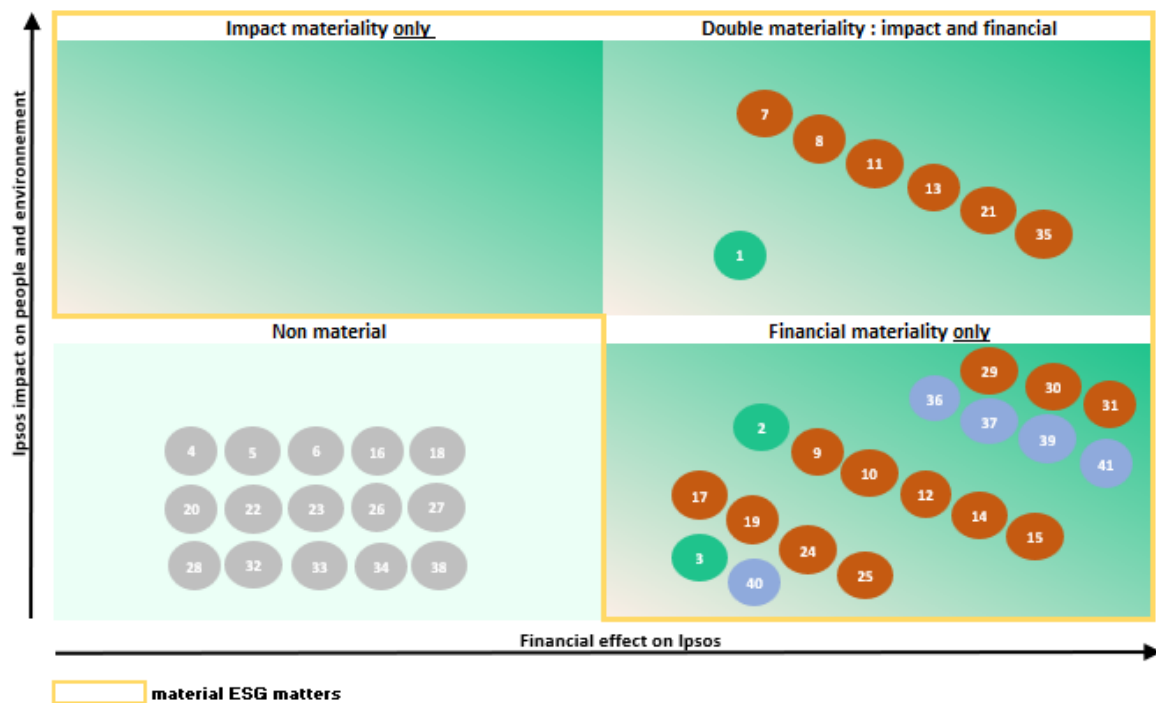 Impact materiality only
Double materiality : impact and financial
7
8
11
13
21
35
1
Non material
Financial materiality only
4 5 6 16 18
20 22 23 26 27
28 32 33 34 38
29
30
31
36
37
39
41
2
9
10
12
14
15
17
19
24
25
3
40
Ipsos impact on people and environnement
Financial effect on Ipsos
material ESG matters